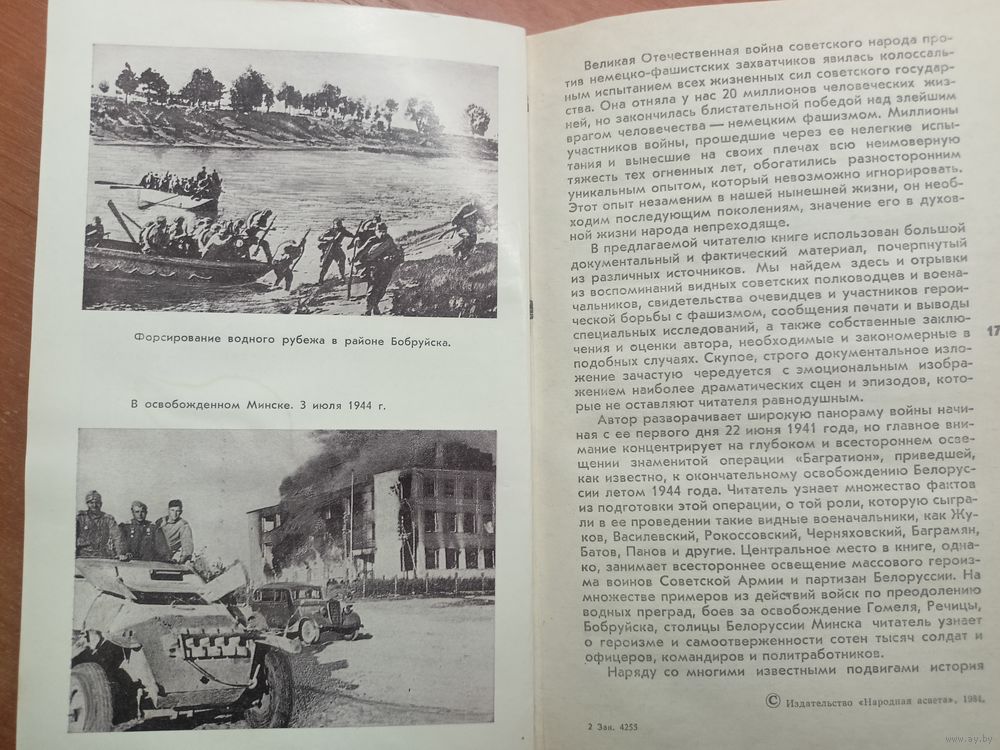 Форсирование водного рубежа в районе Бобруйска.
В освобожденном Минске. 3 июля 1944 г.
Великая Отечественная война советского народа про-
тив немецко-фашистских захватчиков явилась колоссаль-
ным испытанием всех жизненных сил советского государ-
ства. Она отняла у нас 20 миллионов человеческих жиз-
ней, но закончилась блистательной победой над злейшим
врагом человечества — немецким фашизмом. Миллионы
участников войны, прошедшие через ее нелегкие испы-
тания и вынесшие на своих плечах всю неимоверную
тяжесть тех огненных лет, обогатились разносторонним
уникальным опытом, который невозможно игнорировать.
Этот опыт незаменим в нашей нынешней жизни, он необ-
ходим последующим поколениям, значение его в духов-
ной жизни народа непреходяще.
В предлагаемой читателю книге использован большой
документальный и фактический материал, почерпнутый
из различных источников. Мы найдем здесь и отрывки
из воспоминаний видных советских полководцев и воена-
чальников, свидетельства очевидцев и участников герои-
ческой борьбы с фашизмом, сообщения печати и выводы
специальных исследований, а также собственные заклю-
чения и оценки автора, необходимые и закономерные в
подобных случаях. Скупое, строго документальное изло-
жение зачастую чередуется с эмоциональным изобра-
жением наиболее драматических сцен и эпизодов, кото-
рые не оставляют читателя равнодушным.
Автор разворачивает широкую панораму войны начи-
ная с ее первого дня 22 июня 1941 года, но главное вни-
мание концентрирует на глубоком и всестороннем осве-
щении знаменитой операции «Багратион», приведшей,
как известно, к окончательному освобождению Белорус-
сии летом 1944 года. Читатель узнает множество фактов
из подготовки этой операции, о той роли, которую сыгра-
ли в ее проведении такие видные военачальники, как Жу-
ков, Василевский, Рокоссовский, Черняховский, Баграмян,
Батов, Панов и другие. Центральное место в книге, одна-
ко, занимает всестороннее освещение массового героиз-
ма воинов Советской Армии и партизан Белоруссии. На
множестве примеров из действий войск по преодолению
водных преград, боев за освобождение Гомеля, Речицы,
Бобруйска, столицы Белоруссии Минска читатель узнает
о героизме и самоотверженности сотен тысяч солдат и
офицеров, командиров и политработников.
Наряду со многими известными подвигами история
© Издательство «Народная асвета», 1984.
2 Зак. 4255
17
www.ay.by